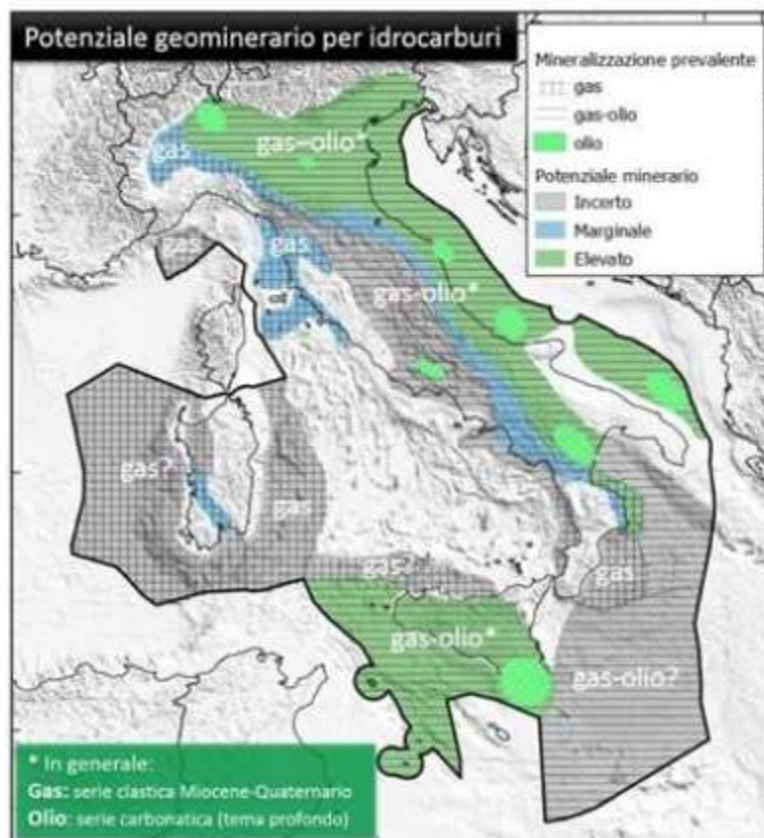 Potenziale geominerario per idrocarburi
Mineralizzazione prevalente
gas
gas-olio
olio
Potenziale minerario
Incerto
Marginale
Elevato
gas
gas-olio*
gas
gas
gas-olio*
gas?
gas
gas?
gas
gas-olio*
gas-olio?
* In generale:
Gas: serie clastica Miocene-Quaternario
Olio: serie carbonatica (tema profondo)